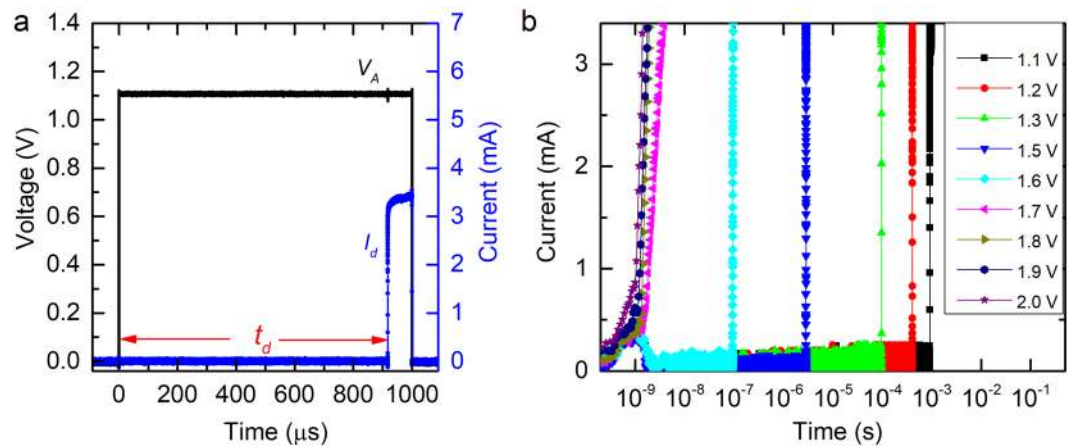 a
Voltage (V)
1.4
1.2
1.0
0.8
0.6
0.4
0.2
0.0
V_A
I_d
t_d
0 200 400 600 800 1000
Time (μs)
7
6
5
4
3
2
1
0
Current (mA)
b
Current (mA)
3
2
1
0
1.1 V
1.2 V
1.3 V
1.5 V
1.6 V
1.7 V
1.8 V
1.9 V
2.0 V
10⁻⁹ 10⁻⁸ 10⁻⁷ 10⁻⁶ 10⁻⁵ 10⁻⁴ 10⁻³ 10⁻² 10⁻¹
Time (s)